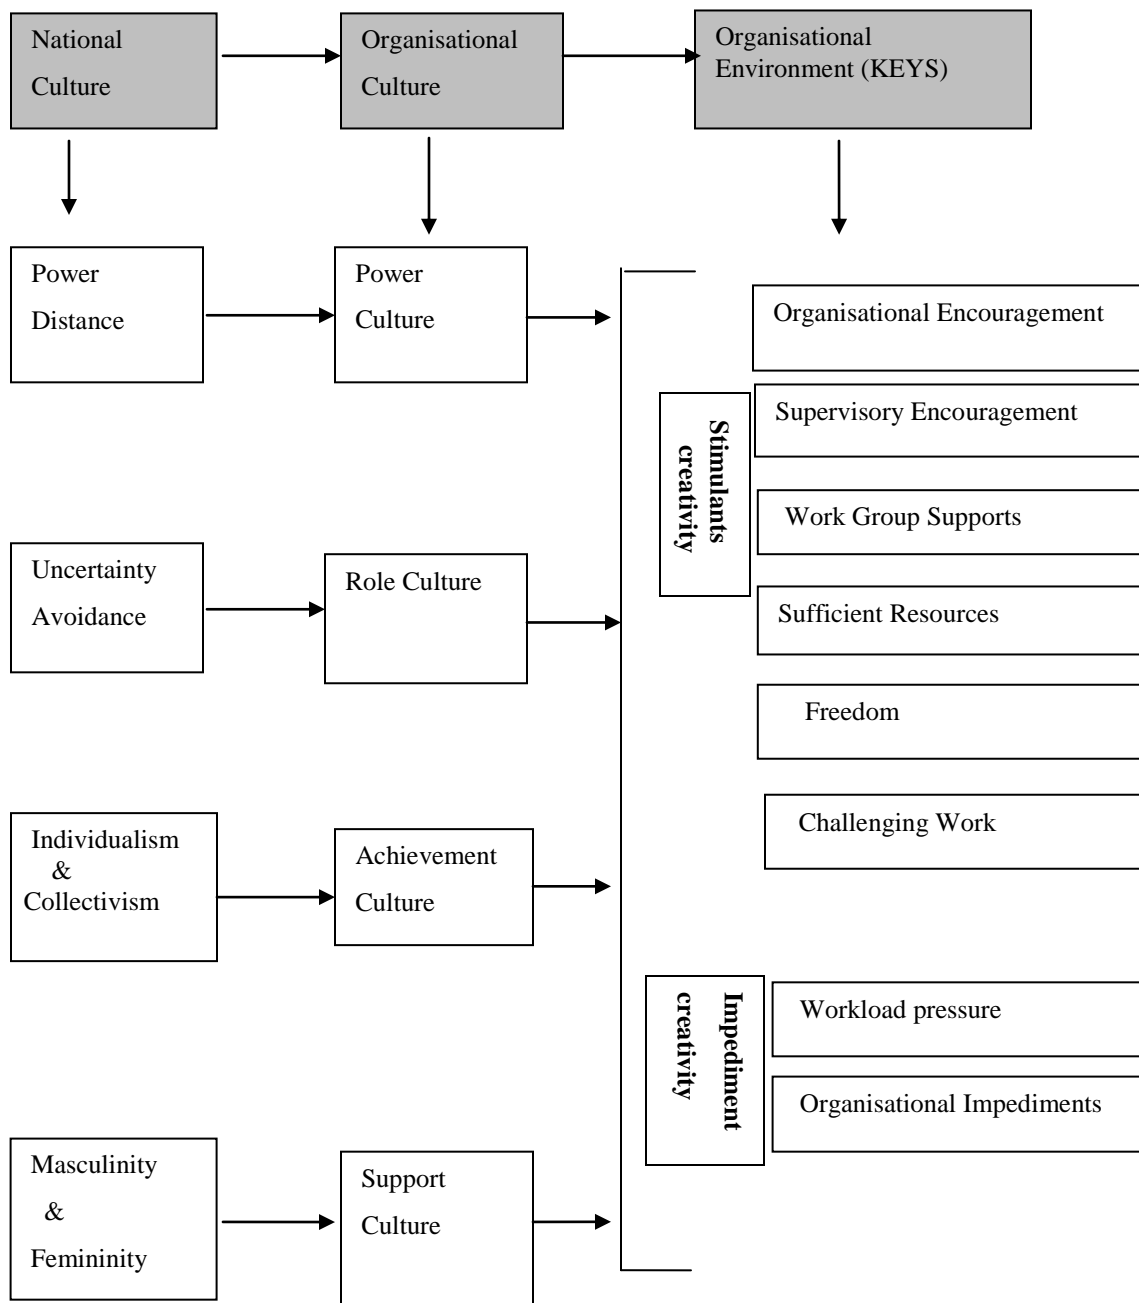 National
Culture
Organisational
Culture
Organisational
Environment (KEYS)
Power
Distance
Power
Culture
Organisational Encouragement
Supervisory Encouragement
Stimulants
creativity
Work Group Supports
Uncertainty
Avoidance
Role Culture
Sufficient Resources
Freedom
Individualism
&
Collectivism
Achievement
Culture
Challenging Work
Impediment
creativity
Workload pressure
Organisational Impediments
Masculinity
&
Femininity
Support
Culture